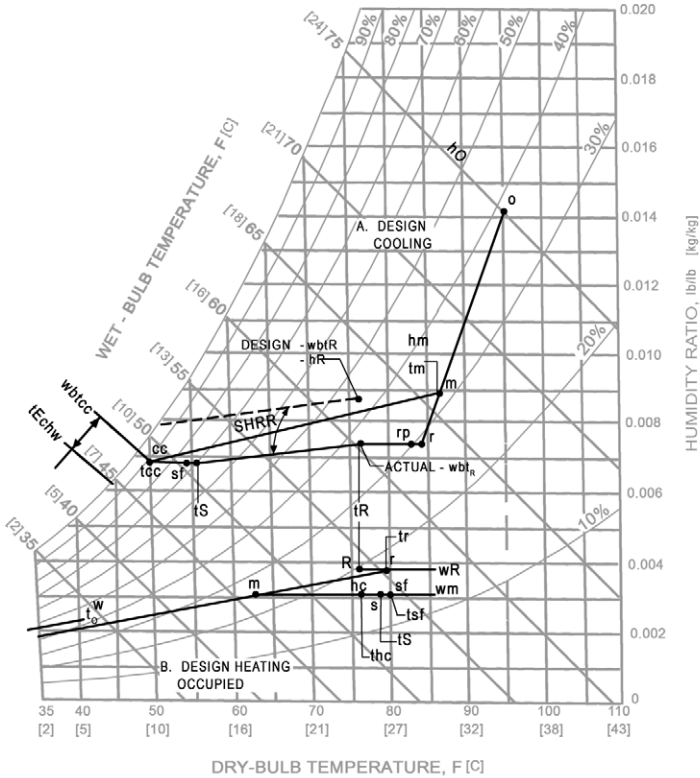 [24] 75
90%
80%
70%
60%
50%
40%
0.020
0.018
[21] 70
hO
30%
0.016
WET - BULB TEMPERATURE, F [C]
o
[18] 65
A. DESIGN
COOLING
0.014
HUMIDITY RATIO, lb/lb [kg/kg]
[16] 60
0.012
20%
DESIGN - wbtR
- hR
hm
tm
0.010
[13] 55
m
wbtcc
tEchw
[10] 50
SHRR
0.008
cc
rp
r
tcc
sf
ACTUAL - wbtR
[7] 45
tS
tR
0.006
[5] 40
10%
[2] 35
tr
R
r
wR
0.004
m
hc
sf
wm
w
to
s
tsf
tS
0.002
thc
B. DESIGN HEATING
OCCUPIED
0
35
50
60
70
80
90
100
110
[2]
[5]
[10]
[16]
[21]
[27]
[32]
[38]
[43]
40
DRY-BULB TEMPERATURE, F [C]